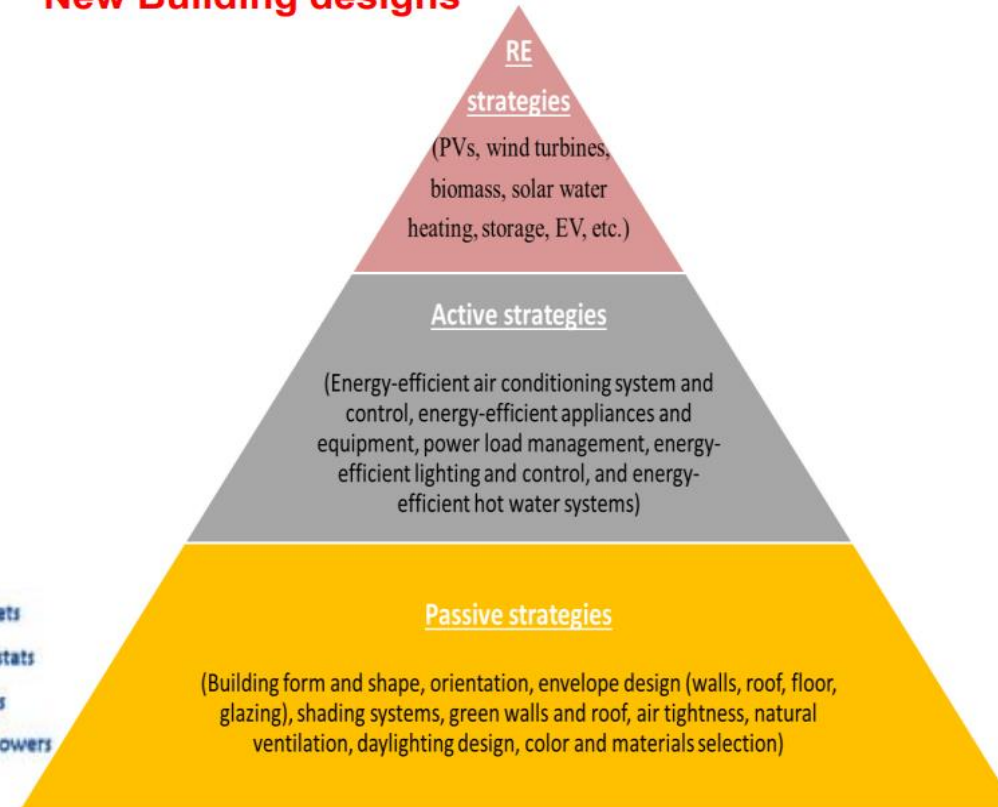 New Building designs
RE
strategies
(PVs, wind turbines,
biomass, solar water
heating, storage, EV, etc.)
Active strategies
(Energy-efficient air conditioning system and
control, energy-efficient appliances and
equipment, power load management, energy-
efficient lighting and control, and energy-
efficient hot water systems)
Passive strategies
(Building form and shape, orientation, envelope design (walls, roof, floor,
glazing), shading systems, green walls and roof, air tightness, natural
ventilation, daylighting design, color and materials selection)